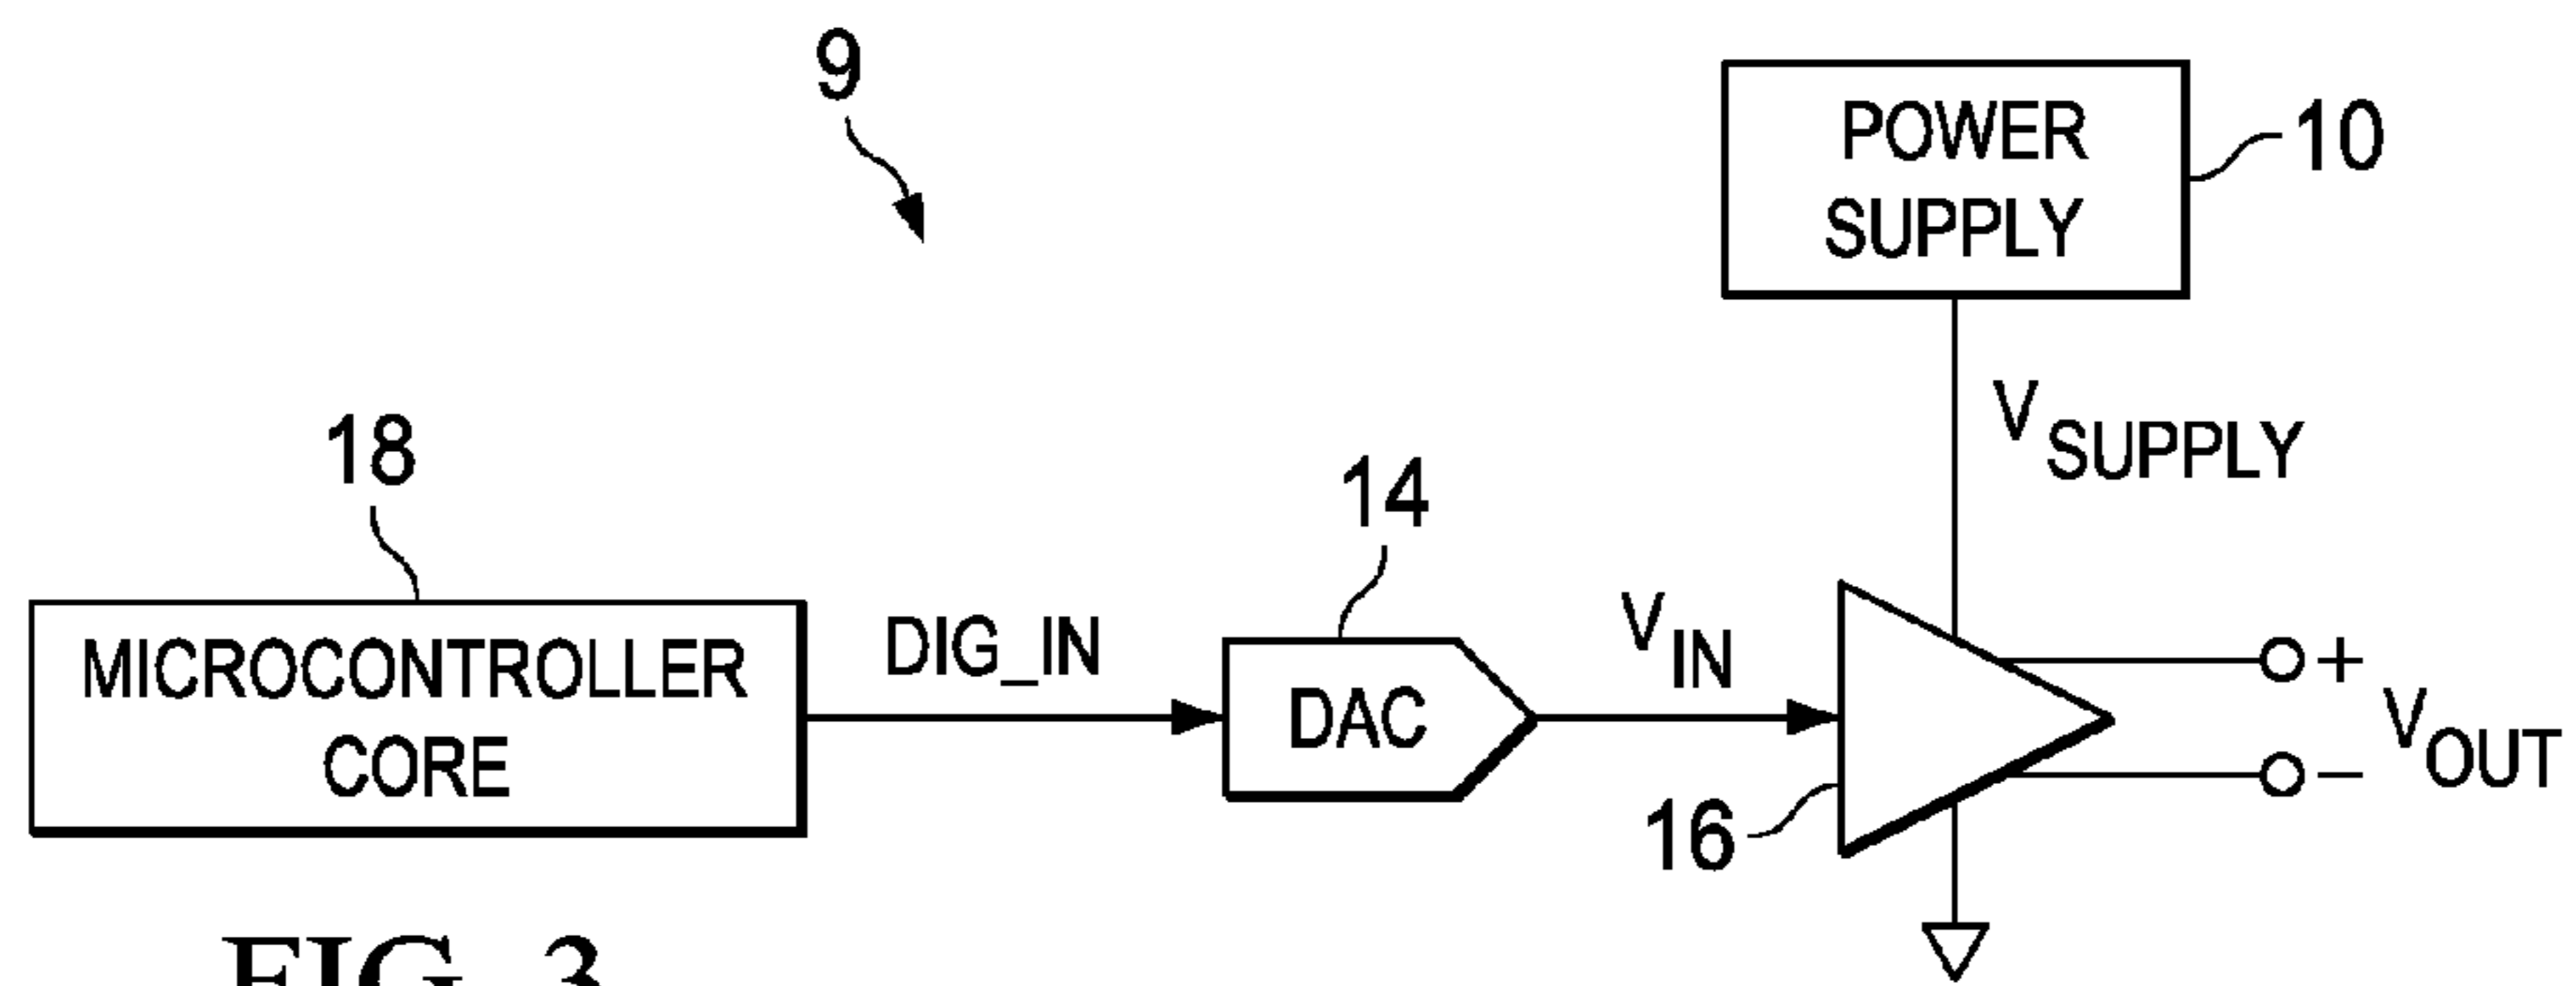 9
POWER
SUPPLY
10
V SUPPLY
18
14
MICROCONTROLLER
CORE
DIG_IN
DAC
V IN
16
+
−
V OUT
FIG. 3